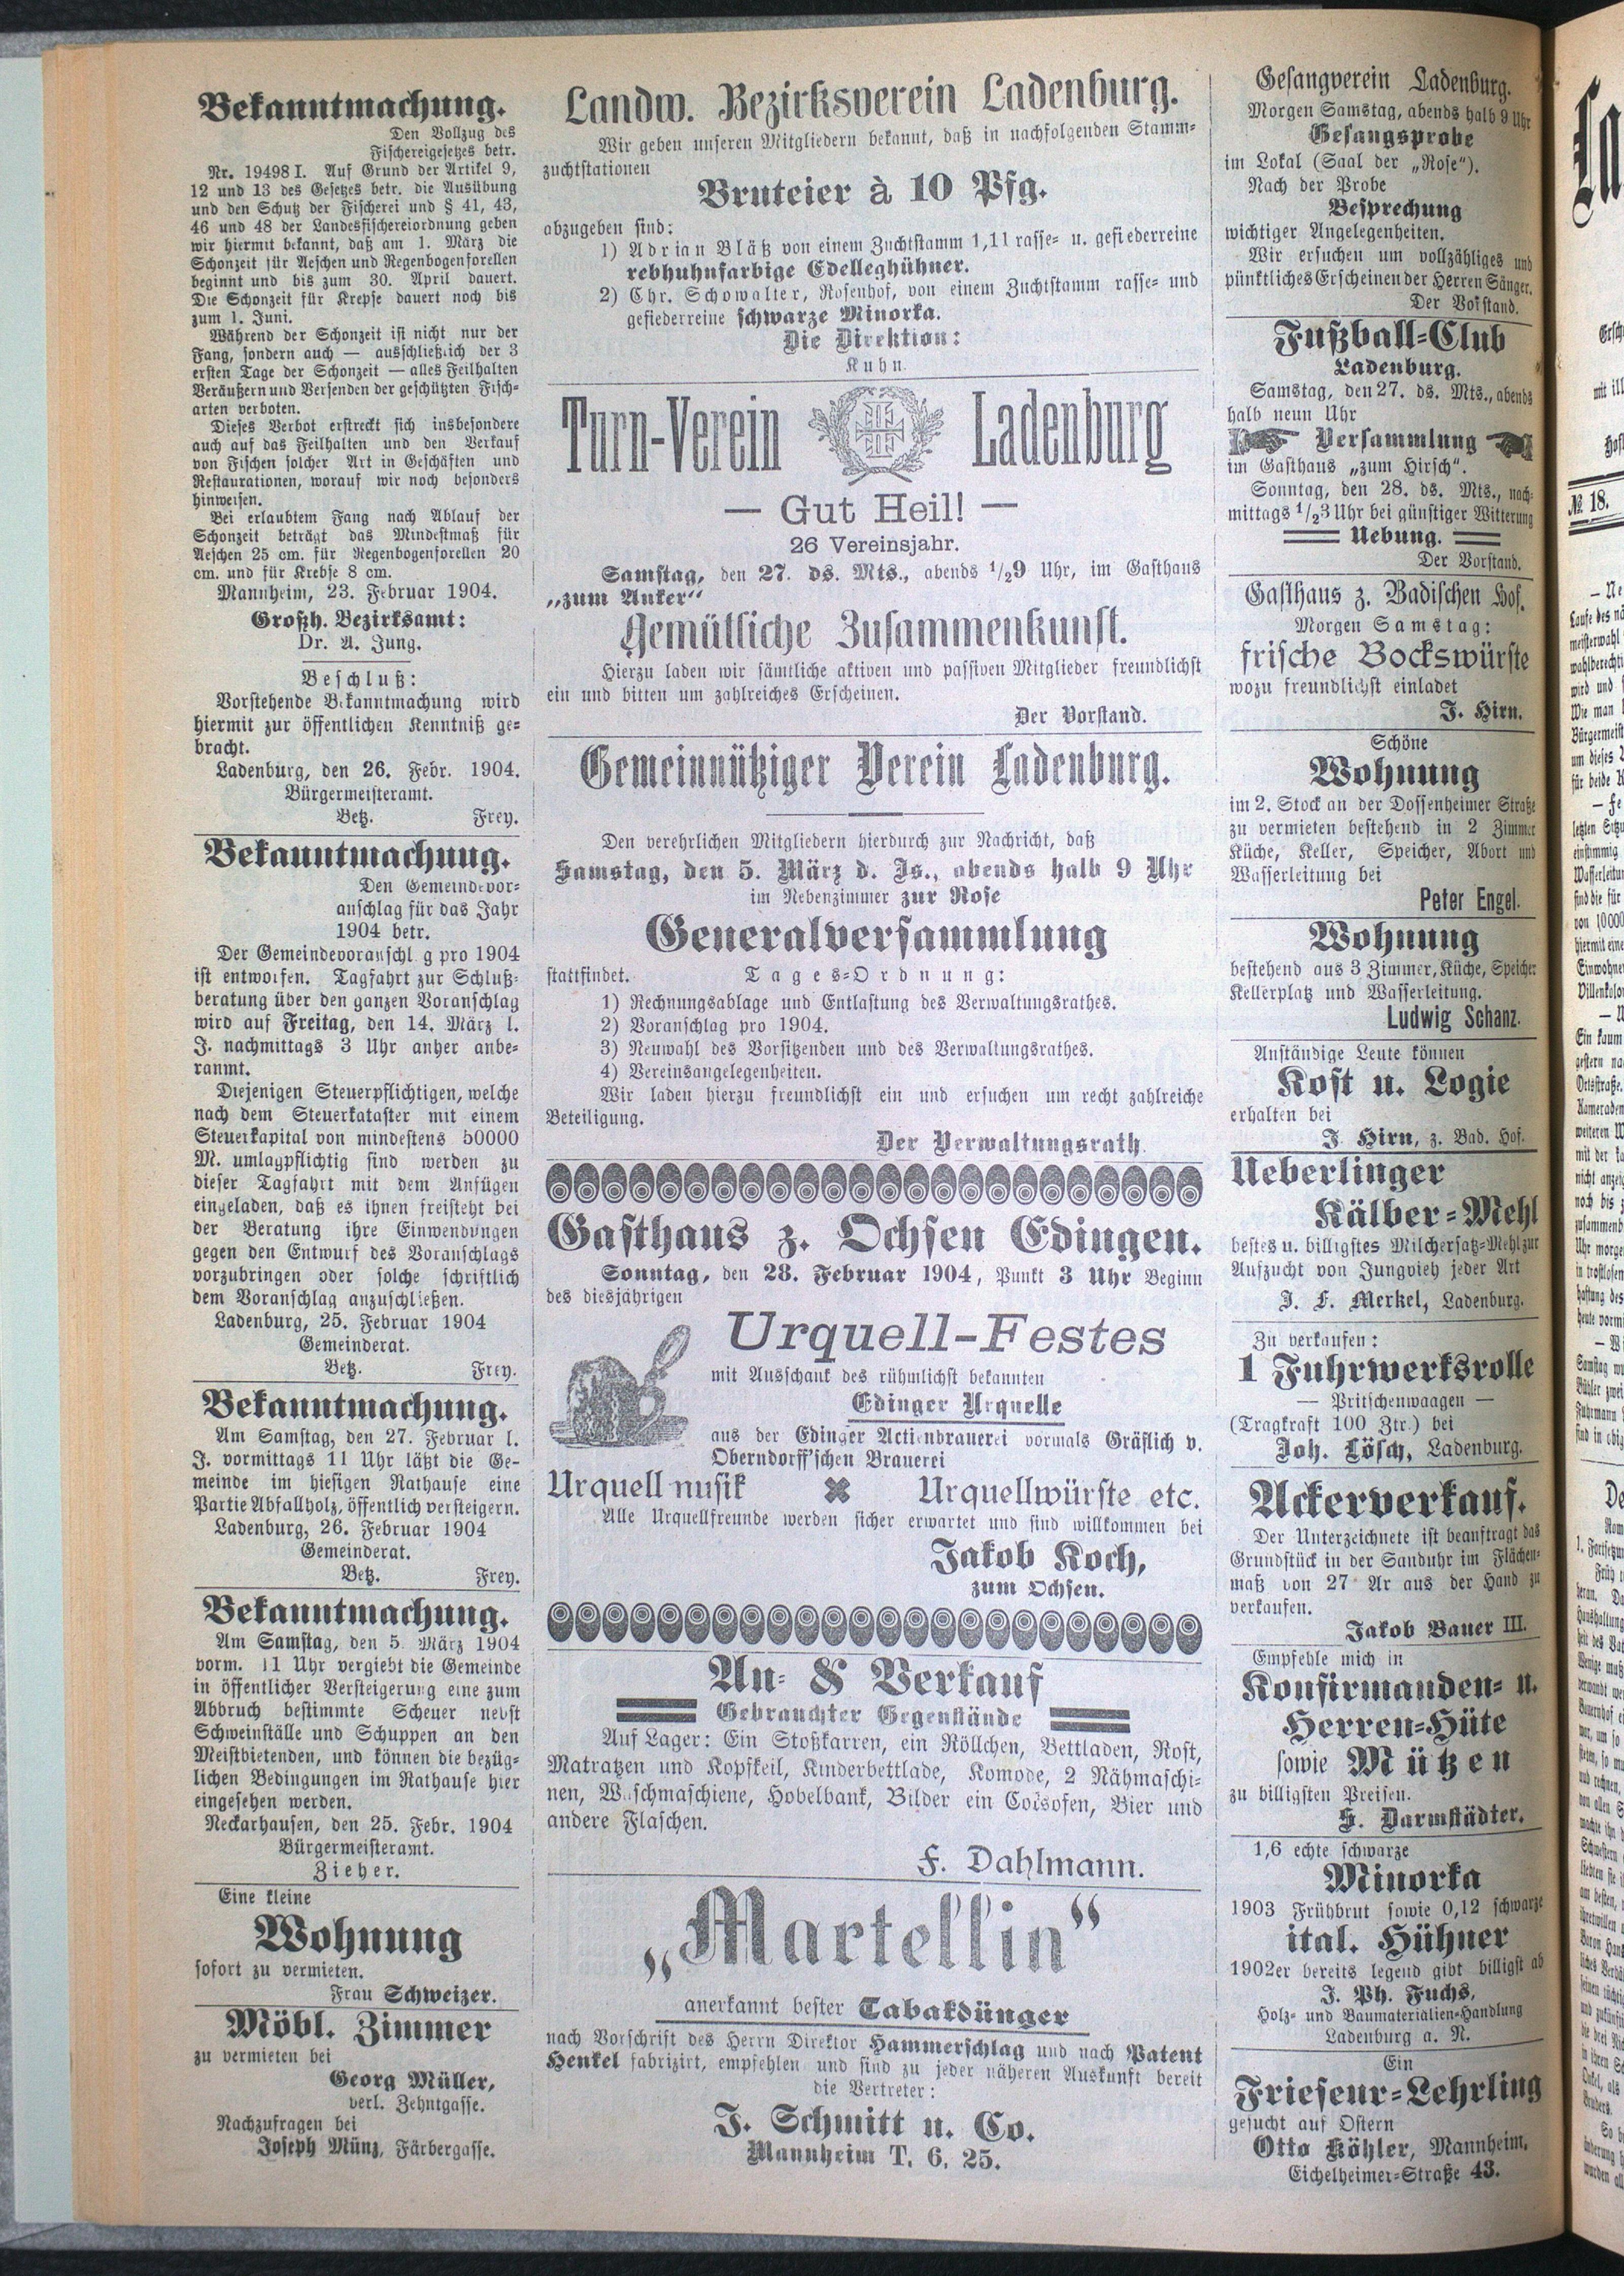 Bekanntmachung.
Den Vollzug des
Fischereigesetzes betr.
Nr. 19498 I. Auf Grund der Artikel 9,
12 und 13 des Gesetzes betr. die Ausübung
und den Schutz der Fischerei und § 41, 43,
46 und 48 der Landesfischereiordnung geben
wir hiermit bekannt, daß am 1. März die
Schonzeit für Aeschen und Regenbogenforellen
beginnt und bis zum 30. April dauert.
Die Schonzeit für Krepse dauert noch bis
zum 1. Juni.
Während der Schonzeit ist nicht nur der
Fang, sondern auch — ausschließlich der 3
ersten Tage der Schonzeit — alles Feilhalten
Veräußern und Versenden der geschützten Fisch-
arten verboten.
Dieses Verbot erstreckt sich insbesondere
auch auf das Feilhalten und den Verkauf
von Fischen solcher Art in Geschäften und
Restaurationen, worauf wir noch besonders
hinweisen.
Bei erlaubtem Fang nach Ablauf der
Schonzeit beträgt das Mindestmaß für
Aeschen 25 cm. für Regenbogenforellen 20
cm. und für Krebse 8 cm.
Mannheim, 23. Februar 1904.
Großh. Bezirksamt:
Dr. A. Jung.
Beschluß:
Vorstehende Bekanntmachung wird
hiermit zur öffentlichen Kenntniß ge-
bracht.
Ladenburg, den 26. Febr. 1904.
Bürgermeisteramt.
Betz. Frey.
Bekanntmachung.
Den Gemeindevor-
anschlag für das Jahr
1904 betr.
Der Gemeindevoranschl g pro 1904
ist entworfen. Tagfahrt zur Schluß-
beratung über den ganzen Voranschlag
wird auf Freitag, den 14. März l.
J. nachmittags 3 Uhr anher anbe-
raumt.
Diejenigen Steuerpflichtigen, welche
nach dem Steuerkataster mit einem
Steuerkapital von mindestens 50000
M. umlagpflichtig sind werden zu
dieser Tagfahrt mit dem Anfügen
eingeladen, daß es ihnen freisteht bei
der Beratung ihre Einwendungen
gegen den Entwurf des Voranschlags
vorzubringen oder solche schriftlich
dem Voranschlag anzuschließen.
Ladenburg, 25. Februar 1904
Gemeinderat.
Betz. Frey.
Bekanntmachung.
Am Samstag, den 27. Februar l.
J. vormittags 11 Uhr läßt die Ge-
meinde im hiesigen Rathause eine
Partie Abfallholz, öffentlich versteigern.
Ladenburg, 26. Februar 1904
Gemeinderat.
Betz. Frey.
Bekanntmachung.
Am Samstag, den 5. März 1904
vorm. 11 Uhr vergiebt die Gemeinde
in öffentlicher Versteigerung eine zum
Abbruch bestimmte Scheuer nebst
Schweinställe und Schuppen an den
Meistbietenden, und können die bezüg-
lichen Bedingungen im Rathause hier
eingesehen werden.
Neckarhausen, den 25. Febr. 1904
Bürgermeisteramt.
Zieher.
Eine kleine
Wohnung
sofort zu vermieten.
Frau Schweizer.
Möbl. Zimmer
zu vermieten bei
Georg Müller,
verl. Zehntgasse.
Nachzufragen bei
Joseph Münz, Färbergasse.
Landw. Bezirksverein Ladenburg.
Wir geben unseren Mitgliedern bekannt, daß in nachfolgenden Stamm-
zuchtstationen
Bruteier à 10 Pfg.
abzugeben sind:
1) Adrian Bläß von einem Zuchtstamm 1,11 rasse- u. gefiederreine
rebhuhnfarbige Edelleghühner.
2) Chr. Schowalter, Rosenhof, von einem Zuchtstamm rasse- und
gefiederreine schwarze Minorka.
Die Direktion:
Kuhn.
Turn-Verein Ladenburg
— Gut Heil! —
26 Vereinsjahr.
Samstag, den 27. ds. Mts., abends 1/29 Uhr, im Gasthaus
„zum Anker“
Gemütliche Zusammenkunft.
Hierzu laden wir sämtliche aktiven und passiven Mitglieder freundlichst
ein und bitten um zahlreiches Erscheinen.
Der Vorstand.
Gemeinnütziger Verein Ladenburg.
Den verehrlichen Mitgliedern hierdurch zur Nachricht, daß
Samstag, den 5. März d. Js., abends halb 9 Uhr
im Nebenzimmer zur Rose
Generalversammlung
stattfindet. Tages-Ordnung:
1) Rechnungsablage und Entlastung des Verwaltungsrathes.
2) Voranschlag pro 1904.
3) Neuwahl des Vorsitzenden und des Verwaltungsrathes.
4) Vereinsangelegenheiten.
Wir laden hierzu freundlichst ein und ersuchen um recht zahlreiche
Beteiligung.
Der Verwaltungsrath.
Gasthaus z. Ochsen Edingen.
Sonntag, den 28. Februar 1904, Punkt 3 Uhr Beginn
des diesjährigen
Urquell-Festes
mit Ausschank des rühmlichst bekannten
Edinger Urquelle
aus der Edinger Actienbrauerei vormals Gräflich v.
Oberndorff'schen Brauerei
Urquell nusik ✖ Urquellwürste etc.
Alle Urquellfreunde werden sicher erwartet und sind willkommen bei
Jakob Koch,
zum Ochsen.
An- & Verkauf
Gebrauchter Gegenstände
Auf Lager: Ein Stoßkarren, ein Röllchen, Bettladen, Rost,
Matratzen und Kopfkeil, Kinderbettlade, Komode, 2 Nähmaschi-
nen, Waschmaschiene, Hobelbank, Bilder ein Coksofen, Bier und
andere Flaschen.
F. Dahlmann.
„Martellin“
anerkannt bester Tabakdünger
nach Vorschrift des Herrn Direktor Hammerschlag und nach Patent
Henkel fabrizirt, empfehlen und sind zu jeder näheren Auskunft bereit
die Vertreter:
J. Schmitt u. Co.
Mannheim T. 6, 25.
Gesangverein Ladenburg.
Morgen Samstag, abends halb 9 Uhr
Gesangsprobe
im Lokal (Saal der „Rose“).
Nach der Probe
Besprechung
wichtiger Angelegenheiten.
Wir ersuchen um vollzähliges und
pünktliches Erscheinen der Herren Sänger.
Der Vorstand.
Fußball-Club
Ladenburg.
Samstag, den 27. ds. Mts., abends
halb neun Uhr
Versammlung
im Gasthaus „zum Hirsch“.
Sonntag, den 28. ds. Mts., nach-
mittags 1/23 Uhr bei günstiger Witterung
Uebung.
Der Vorstand.
Gasthaus z. Badischen Hof.
Morgen Samstag:
frische Bockswürste
wozu freundlichst einladet
J. Hirn.
Schöne
Wohnung
im 2. Stock an der Dossenheimer Straße
zu vermieten bestehend in 2 Zimmer
Küche, Keller, Speicher, Abort und
Wasserleitung bei
Peter Engel.
Wohnung
bestehend aus 3 Zimmer, Küche, Speicher
Kellerplatz und Wasserleitung.
Ludwig Schanz.
Anständige Leute können
Kost u. Logie
erhalten bei
J. Hirn, z. Bad. Hof.
Ueberlinger
Kälber-Mehl
bestes u. billigstes Milchersatz-Mehl zur
Aufzucht von Jungvieh jeder Art
J. F. Merkel, Ladenburg.
Zu verkaufen:
1 Fuhrwerksrolle
— Pritschenwaagen —
(Tragkraft 100 Ztr.) bei
Joh. Lösch, Ladenburg.
Ackerverkauf.
Der Unterzeichnete ist beauftragt das
Grundstück in der Sanduhr im Flächen-
maß von 27 Ar aus der Hand zu
verkaufen.
Jakob Bauer III.
Empfehle mich in
Konfirmanden- u.
Herren-Hüte
sowie Mützen
zu billigsten Preisen.
H. Darmstädter.
1,6 echte schwarze
Minorka
1903 Frühbrut sowie 0,12 schwarze
ital. Hühner
1902er bereits legend gibt billigst ab
J. Ph. Fuchs,
Holz- und Baumaterialien-Handlung
Ladenburg a. N.
Ein
Frieseur-Lehrling
gesucht auf Ostern
Otto Köhler, Mannheim,
Eichelheimer-Straße 43.
№ 18.